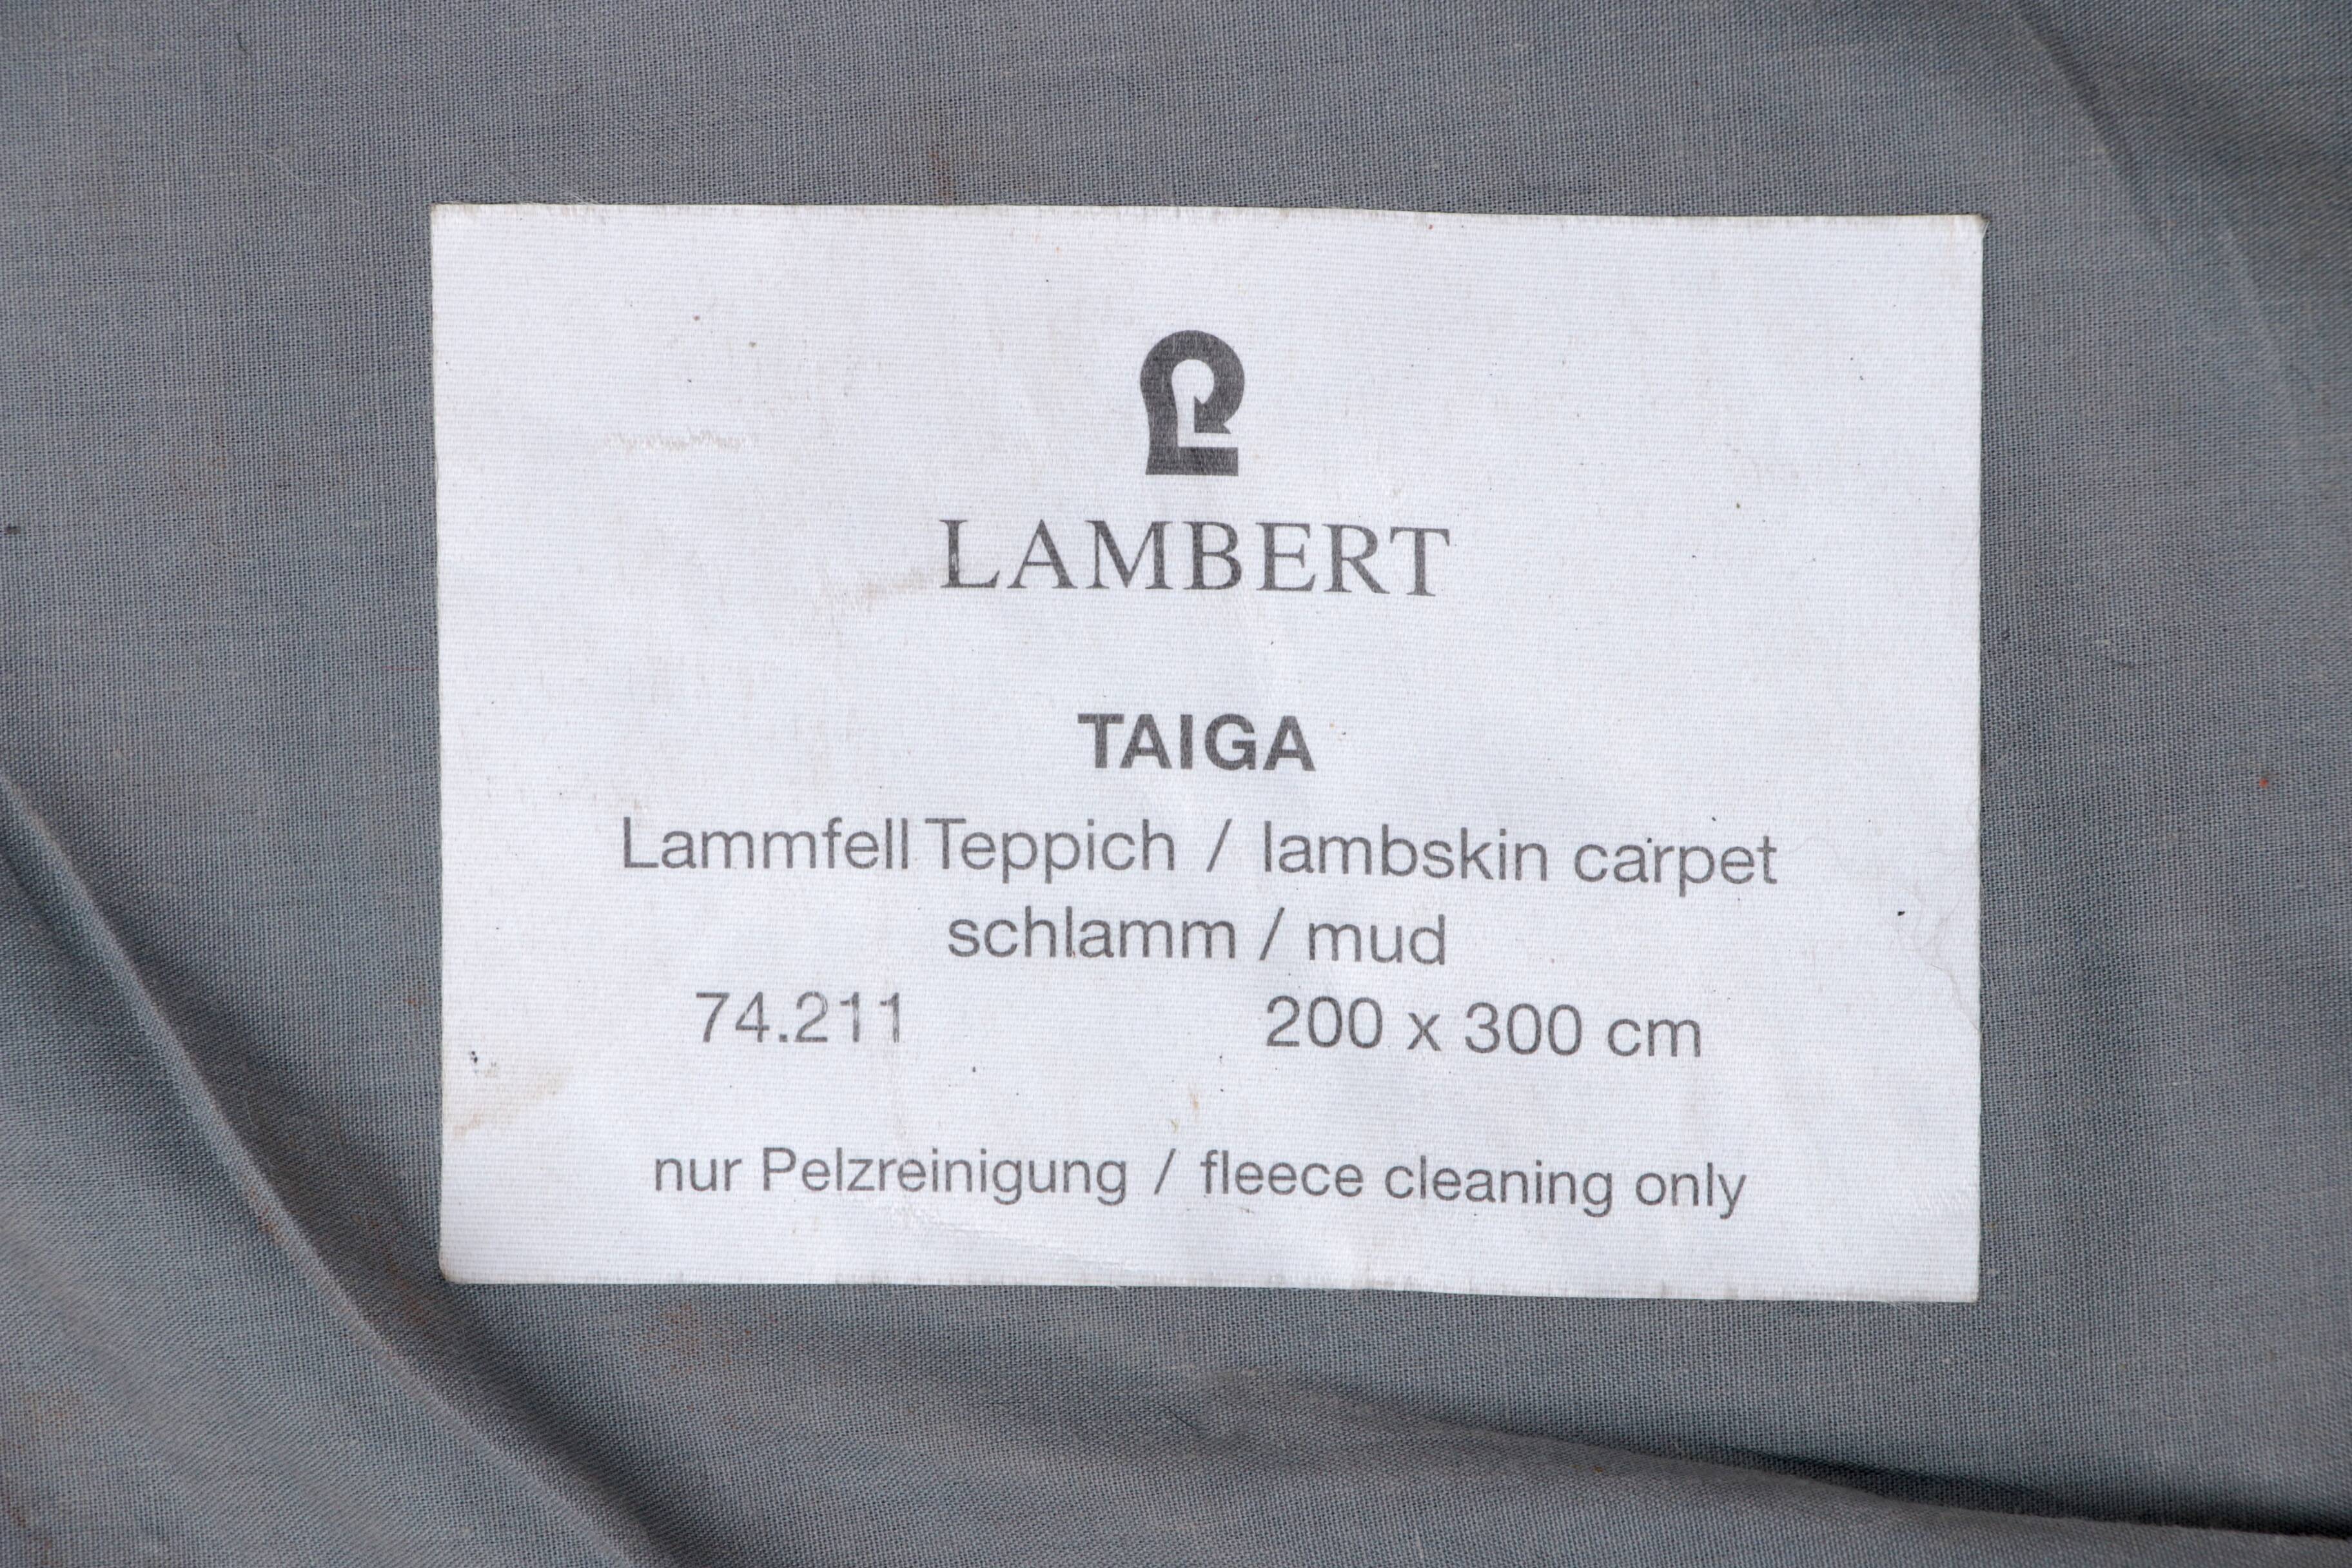 LAMBERT
TAIGA
Lammfell Teppich / lambskin carpet
schlamm / mud
74.211 200 x 300 cm
nur Pelzreinigung / fleece cleaning only